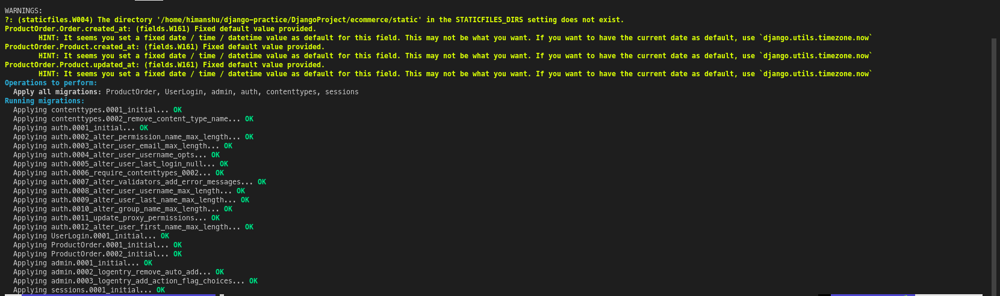 WARNINGS:
?: (staticfiles.W004) The directory '/home/himanshu/django-practice/DjangoProject/ecommerce/static' in the STATICFILES_DIRS setting does not exist.
ProductOrder.Order.created_at: (fields.W161) Fixed default value provided.
HINT: It seems you set a fixed date / time / datetime value as default for this field. This may not be what you want. If you want to have the current date as default, use `django.utils.timezone.now`
ProductOrder.Product.created_at: (fields.W161) Fixed default value provided.
HINT: It seems you set a fixed date / time / datetime value as default for this field. This may not be what you want. If you want to have the current date as default, use `django.utils.timezone.now`
ProductOrder.Product.updated_at: (fields.W161) Fixed default value provided.
HINT: It seems you set a fixed date / time / datetime value as default for this field. This may not be what you want. If you want to have the current date as default, use `django.utils.timezone.now`
Operations to perform:
Apply all migrations: ProductOrder, UserLogin, admin, auth, contenttypes, sessions
Running migrations:
Applying contenttypes.0001_initial... OK
Applying contenttypes.0002_remove_content_type_name... OK
Applying auth.0001_initial... OK
Applying auth.0002_alter_permission_name_max_length... OK
Applying auth.0003_alter_user_email_max_length... OK
Applying auth.0004_alter_user_username_opts... OK
Applying auth.0005_alter_user_last_login_null... OK
Applying auth.0006_require_contenttypes_0002... OK
Applying auth.0007_alter_validators_add_error_messages... OK
Applying auth.0008_alter_user_username_max_length... OK
Applying auth.0009_alter_user_last_name_max_length... OK
Applying auth.0010_alter_group_name_max_length... OK
Applying auth.0011_update_proxy_permissions... OK
Applying auth.0012_alter_user_first_name_max_length... OK
Applying UserLogin.0001_initial... OK
Applying ProductOrder.0001_initial... OK
Applying ProductOrder.0002_initial... OK
Applying admin.0001_initial... OK
Applying admin.0002_logentry_remove_auto_add... OK
Applying admin.0003_logentry_add_action_flag_choices... OK
Applying sessions.0001_initial... OK